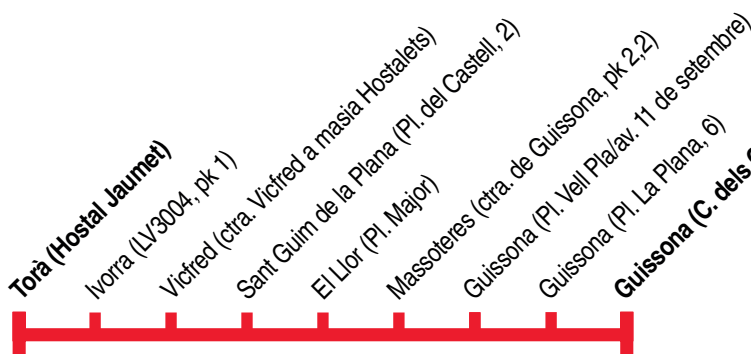 Torà (Hostal Jaumet)
Ivorra (LV3004, pk 1)
Vicfred (ctra. Vicfred a masia Hostalets)
Sant Guim de la Plana (Pl. del Castell, 2)
El Llor (Pl. Major)
Massoteres (ctra. de Guissona, pk 2,2)
Guissona (Pl. Vell Pla/av. 11 de setembre)
Guissona (Pl. La Plana, 6)
Guissona (C. dels